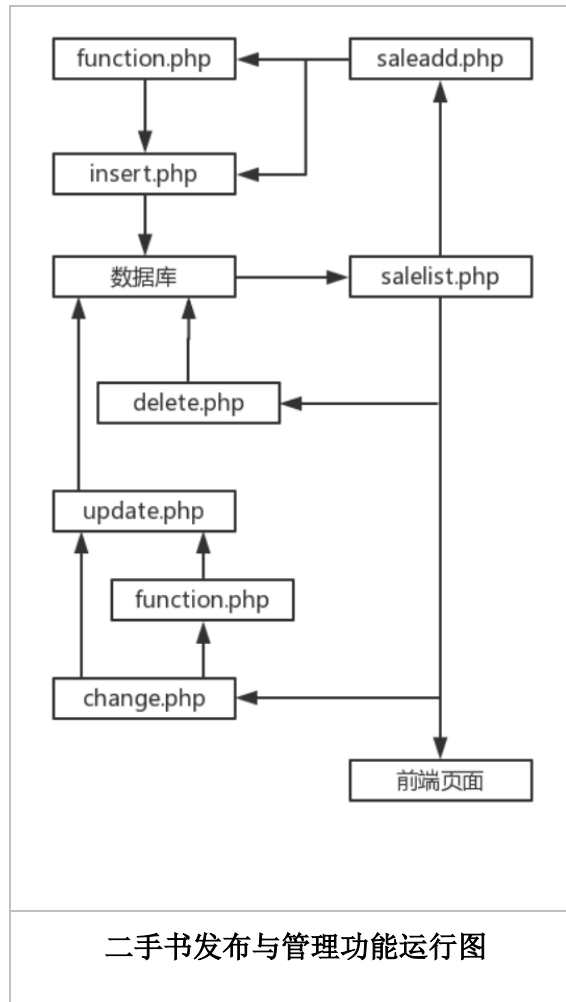 function.php
saleadd.php
insert.php
数据库
salelist.php
delete.php
update.php
function.php
change.php
前端页面
二手书发布与管理功能运行图